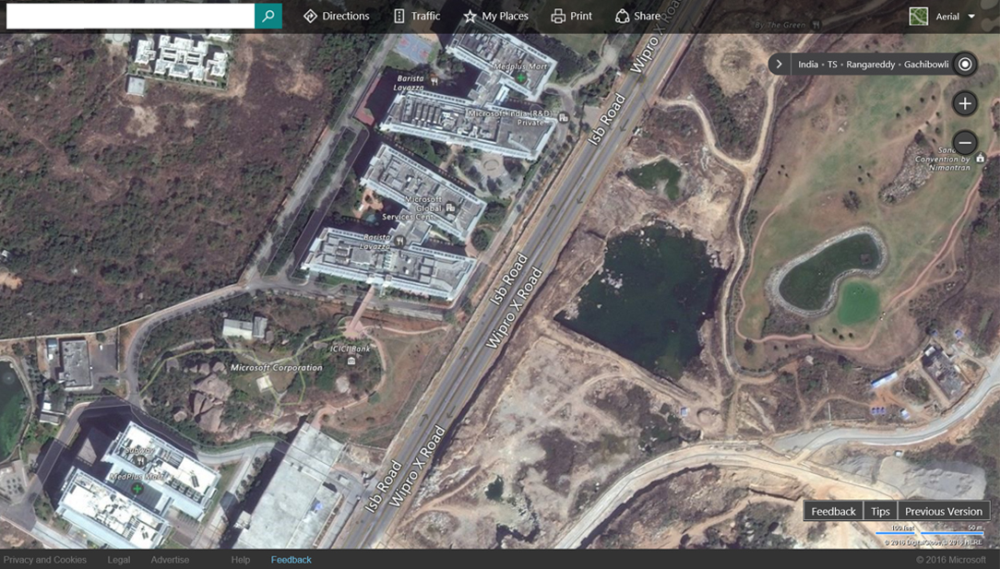 Directions
Traffic
My Places
Print
Share
Aerial
By The Green
India • TS • Rangareddy • Gachibowli
Wipro X Road
Medplus Mart
Barista
Lavazza
Microsoft India (R&D)
Private
Isb Road
Convention by
Nimantran
Microsoft
Global
Services
Barista
Lavazza
Isb Road
Wipro X Road
ICICI Bank
Microsoft Corporation
Subway
MedPlus Mart
Isb Road
Wipro X Road
Feedback
Tips
Previous Version
100 feet
50 m
© 2016 DigitalGlobe © 2016 HERE
Privacy and Cookies
Legal
Advertise
Help
Feedback
© 2016 Microsoft